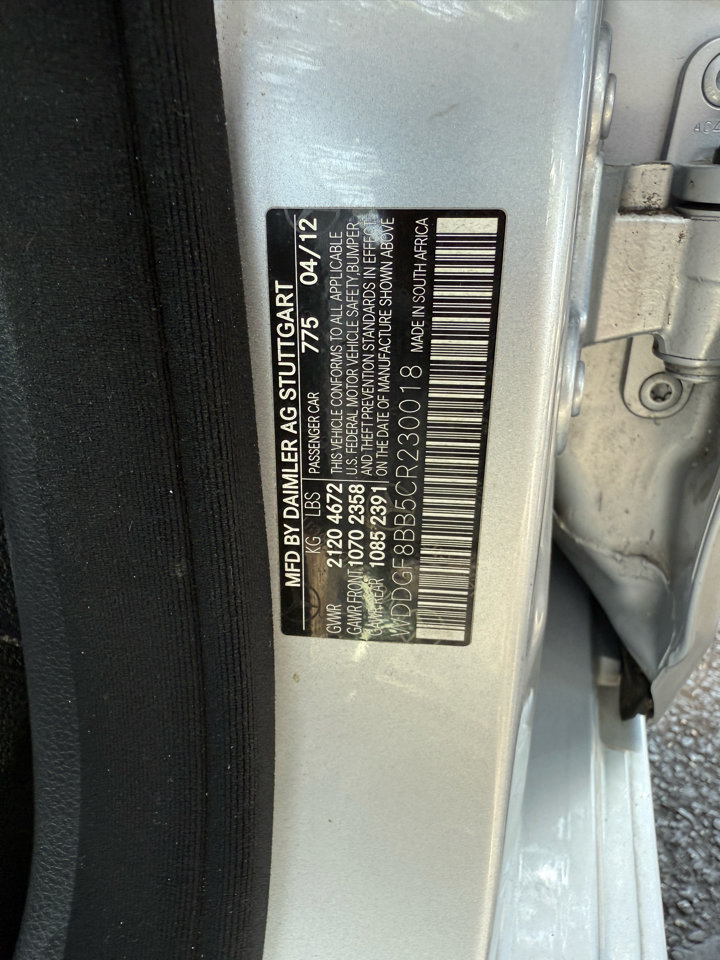 MFD BY DAIMLER AG STUTTGART
KG LBS PASSENGER CAR 775 04/12
GVWR 2120 4672 THIS VEHICLE CONFORMS TO ALL APPLICABLE
GAWR FRONT 1070 2358 U.S. FEDERAL MOTOR VEHICLE SAFETY, BUMPER,
GAWR REAR 1085 2391 AND THEFT PREVENTION STANDARDS IN EFFECT
ON THE DATE OF MANUFACTURE SHOWN ABOVE
WDDGF8BB5CR230018 MADE IN SOUTH AFRICA